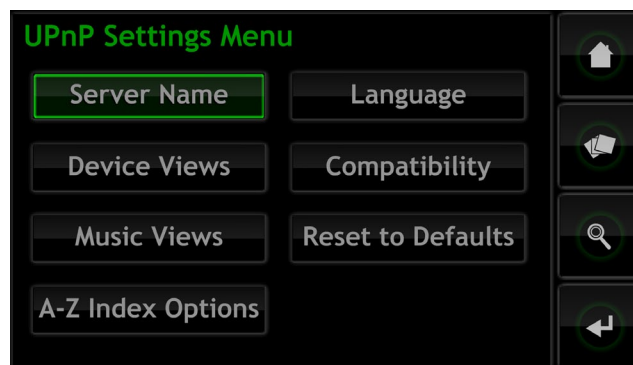 UPnP Settings Menu
Server Name
Language
Device Views
Compatibility
Music Views
Reset to Defaults
A-Z Index Options